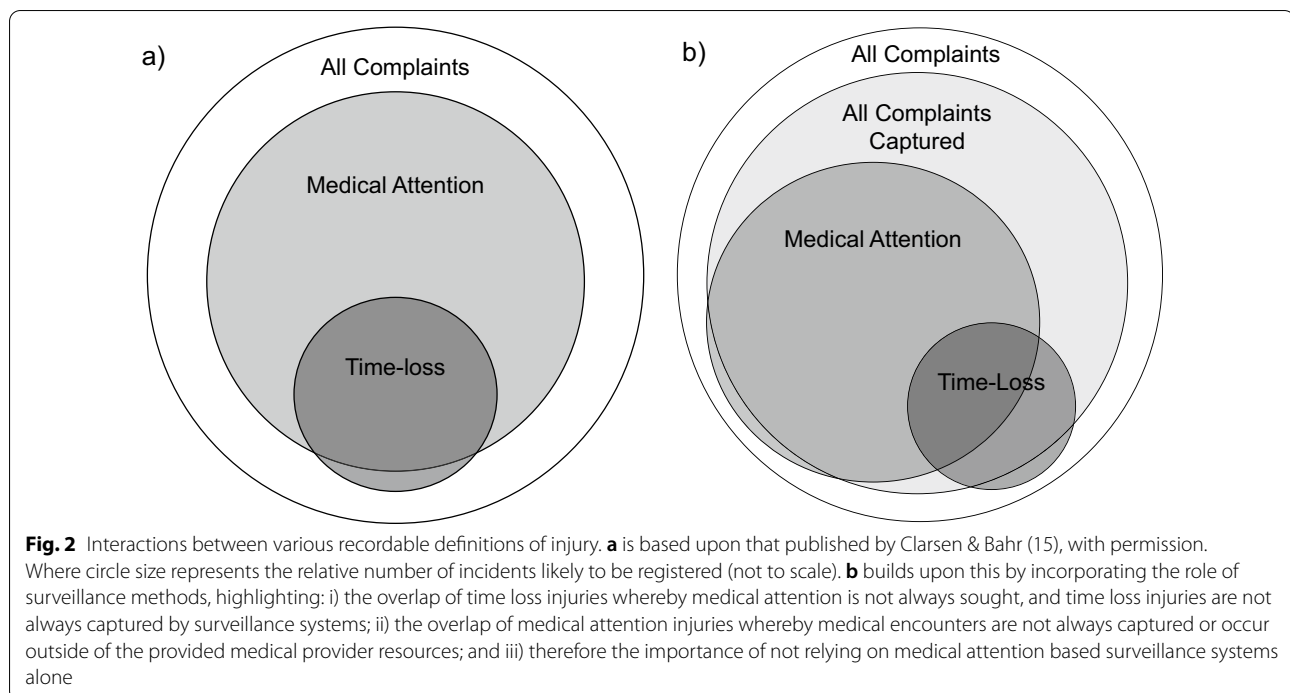 a)
All Complaints
Medical Attention
Time-loss
b)
All Complaints
All Complaints
Captured
Medical Attention
Time-Loss
Fig. 2 Interactions between various recordable definitions of injury. a is based upon that published by Clarsen & Bahr (15), with permission.
Where circle size represents the relative number of incidents likely to be registered (not to scale). b builds upon this by incorporating the role of
surveillance methods, highlighting: i) the overlap of time loss injuries whereby medical attention is not always sought, and time loss injuries are not
always captured by surveillance systems; ii) the overlap of medical attention injuries whereby medical encounters are not always captured or occur
outside of the provided medical provider resources; and iii) therefore the importance of not relying on medical attention based surveillance systems
alone